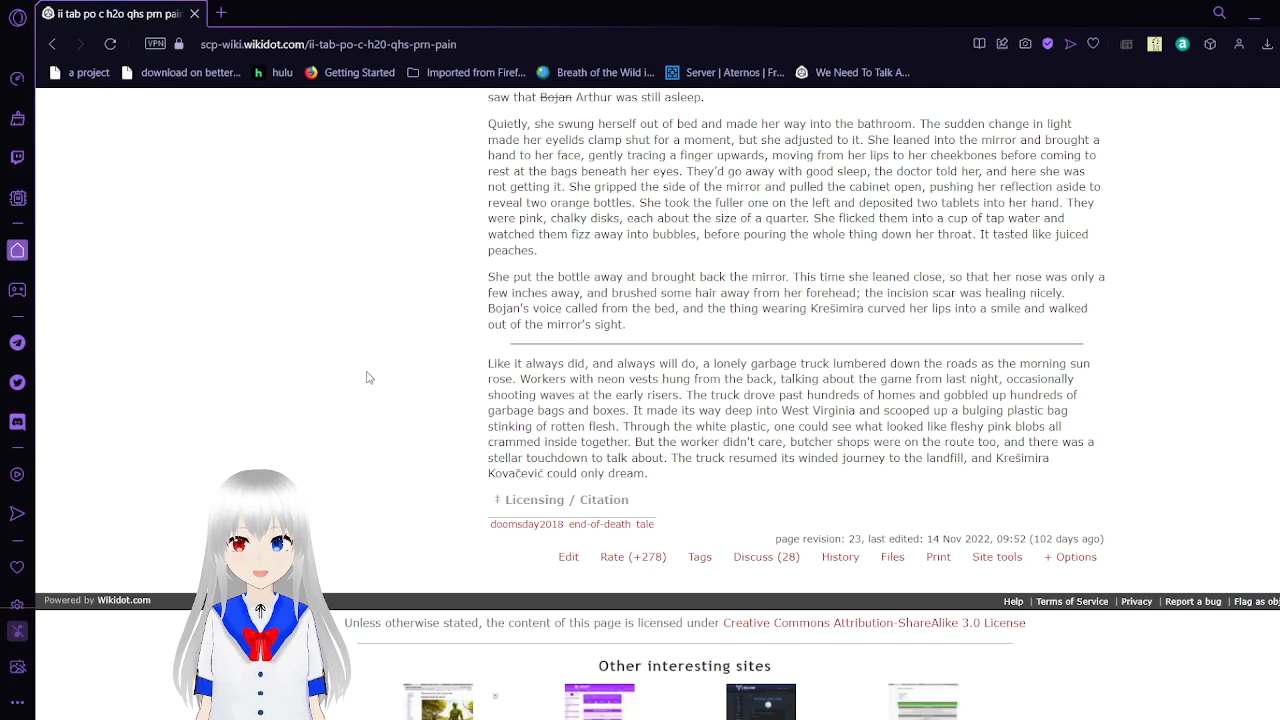 ii tab po c h2o qhs prn pain
VPN
scp-wiki.wikidot.com/ii-tab-po-c-h20-qhs-prn-pain
a project
download on better...
hulu
Getting Started
Imported from Firef...
Breath of the Wild i...
Server | Aternos | Fr...
We Need To Talk A...
saw that Bojan Arthur was still asleep.
Quietly, she swung herself out of bed and made her way into the bathroom. The sudden change in light
made her eyelids clamp shut for a moment, but she adjusted to it. She leaned into the mirror and brought a
hand to her face, gently tracing a finger upwards, moving from her lips to her cheekbones before coming to
rest at the bags beneath her eyes. They'd go away with good sleep, the doctor told her, and here she was
not getting it. She gripped the side of the mirror and pulled the cabinet open, pushing her reflection aside to
reveal two orange bottles. She took the fuller one on the left and deposited two tablets into her hand. They
were pink, chalky disks, each about the size of a quarter. She flicked them into a cup of tap water and
watched them fizz away into bubbles, before pouring the whole thing down her throat. It tasted like juiced
peaches.
She put the bottle away and brought back the mirror. This time she leaned close, so that her nose was only a
few inches away, and brushed some hair away from her forehead; the incision scar was healing nicely.
Bojan's voice called from the bed, and the thing wearing Krešimira curved her lips into a smile and walked
out of the mirror's sight.
Like it always did, and always will do, a lonely garbage truck lumbered down the roads as the morning sun
rose. Workers with neon vests hung from the back, talking about the game from last night, occasionally
shooting waves at the early risers. The truck drove past hundreds of homes and gobbled up hundreds of
garbage bags and boxes. It made its way deep into West Virginia and scooped up a bulging plastic bag
stinking of rotten flesh. Through the white plastic, one could see what looked like fleshy pink blobs all
crammed inside together. But the worker didn't care, butcher shops were on the route too, and there was a
stellar touchdown to talk about. The truck resumed its winded journey to the landfill, and Krešimira
Kovačević could only dream.
‡ Licensing / Citation
doomsday2018 end-of-death tale
page revision: 23, last edited: 14 Nov 2022, 09:52 (102 days ago)
Edit Rate (+278) Tags Discuss (28) History Files Print Site tools + Options
Powered by Wikidot.com
Help | Terms of Service | Privacy | Report a bug | Flag as obj
Unless otherwise stated, the content of this page is licensed under Creative Commons Attribution-ShareAlike 3.0 License
Other interesting sites